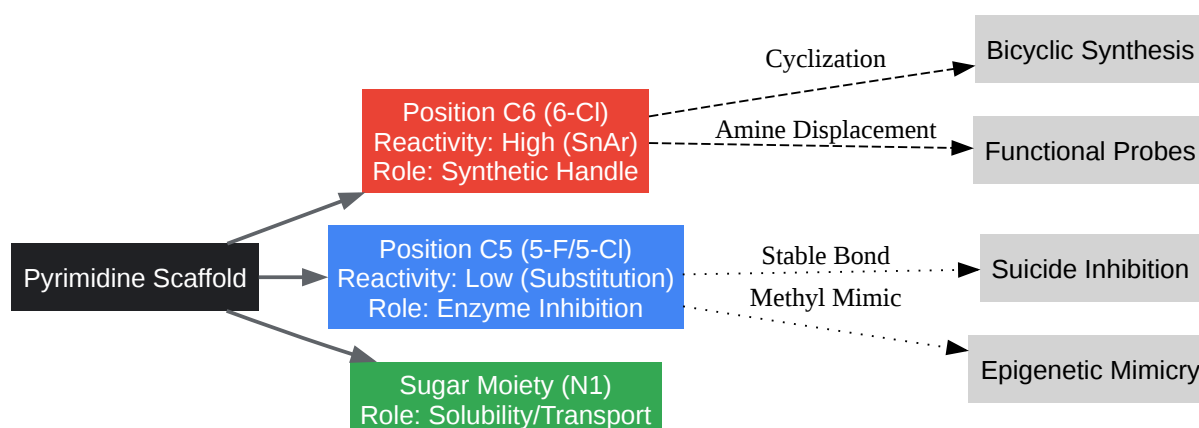 Pyrimidine Scaffold
Position C6 (6-Cl)
Reactivity: High (SnAr)
Role: Synthetic Handle
Position C5 (5-F/5-Cl)
Reactivity: Low (Substitution)
Role: Enzyme Inhibition
Sugar Moiety (N1)
Role: Solubility/Transport
Cyclization
Amine Displacement
Stable Bond
Methyl Mimic
Bicyclic Synthesis
Functional Probes
Suicide Inhibition
Epigenetic Mimicry